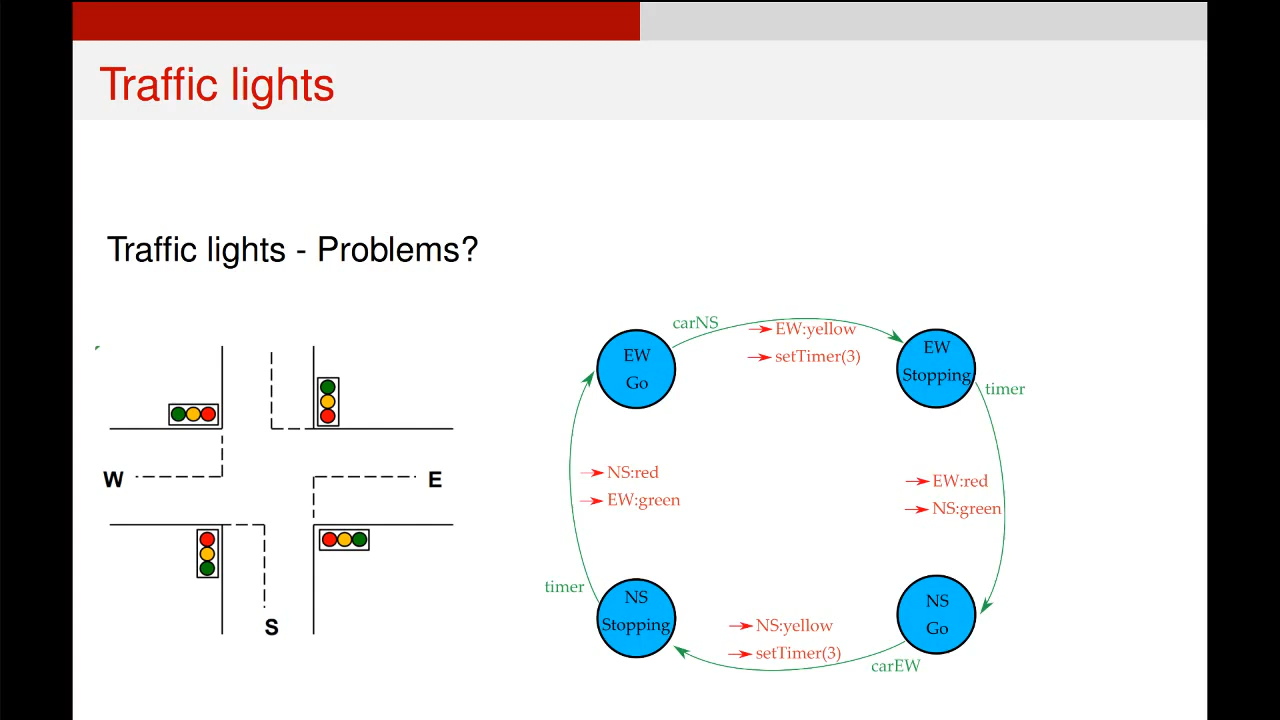 Traffic lights
Traffic lights - Problems?
W
E
S
carNS
EW:yellow
setTimer(3)
EW
Go
EW
Stopping
timer
NS:red
EW:green
EW:red
NS:green
timer
NS
Stopping
NS:yellow
setTimer(3)
NS
Go
carEW